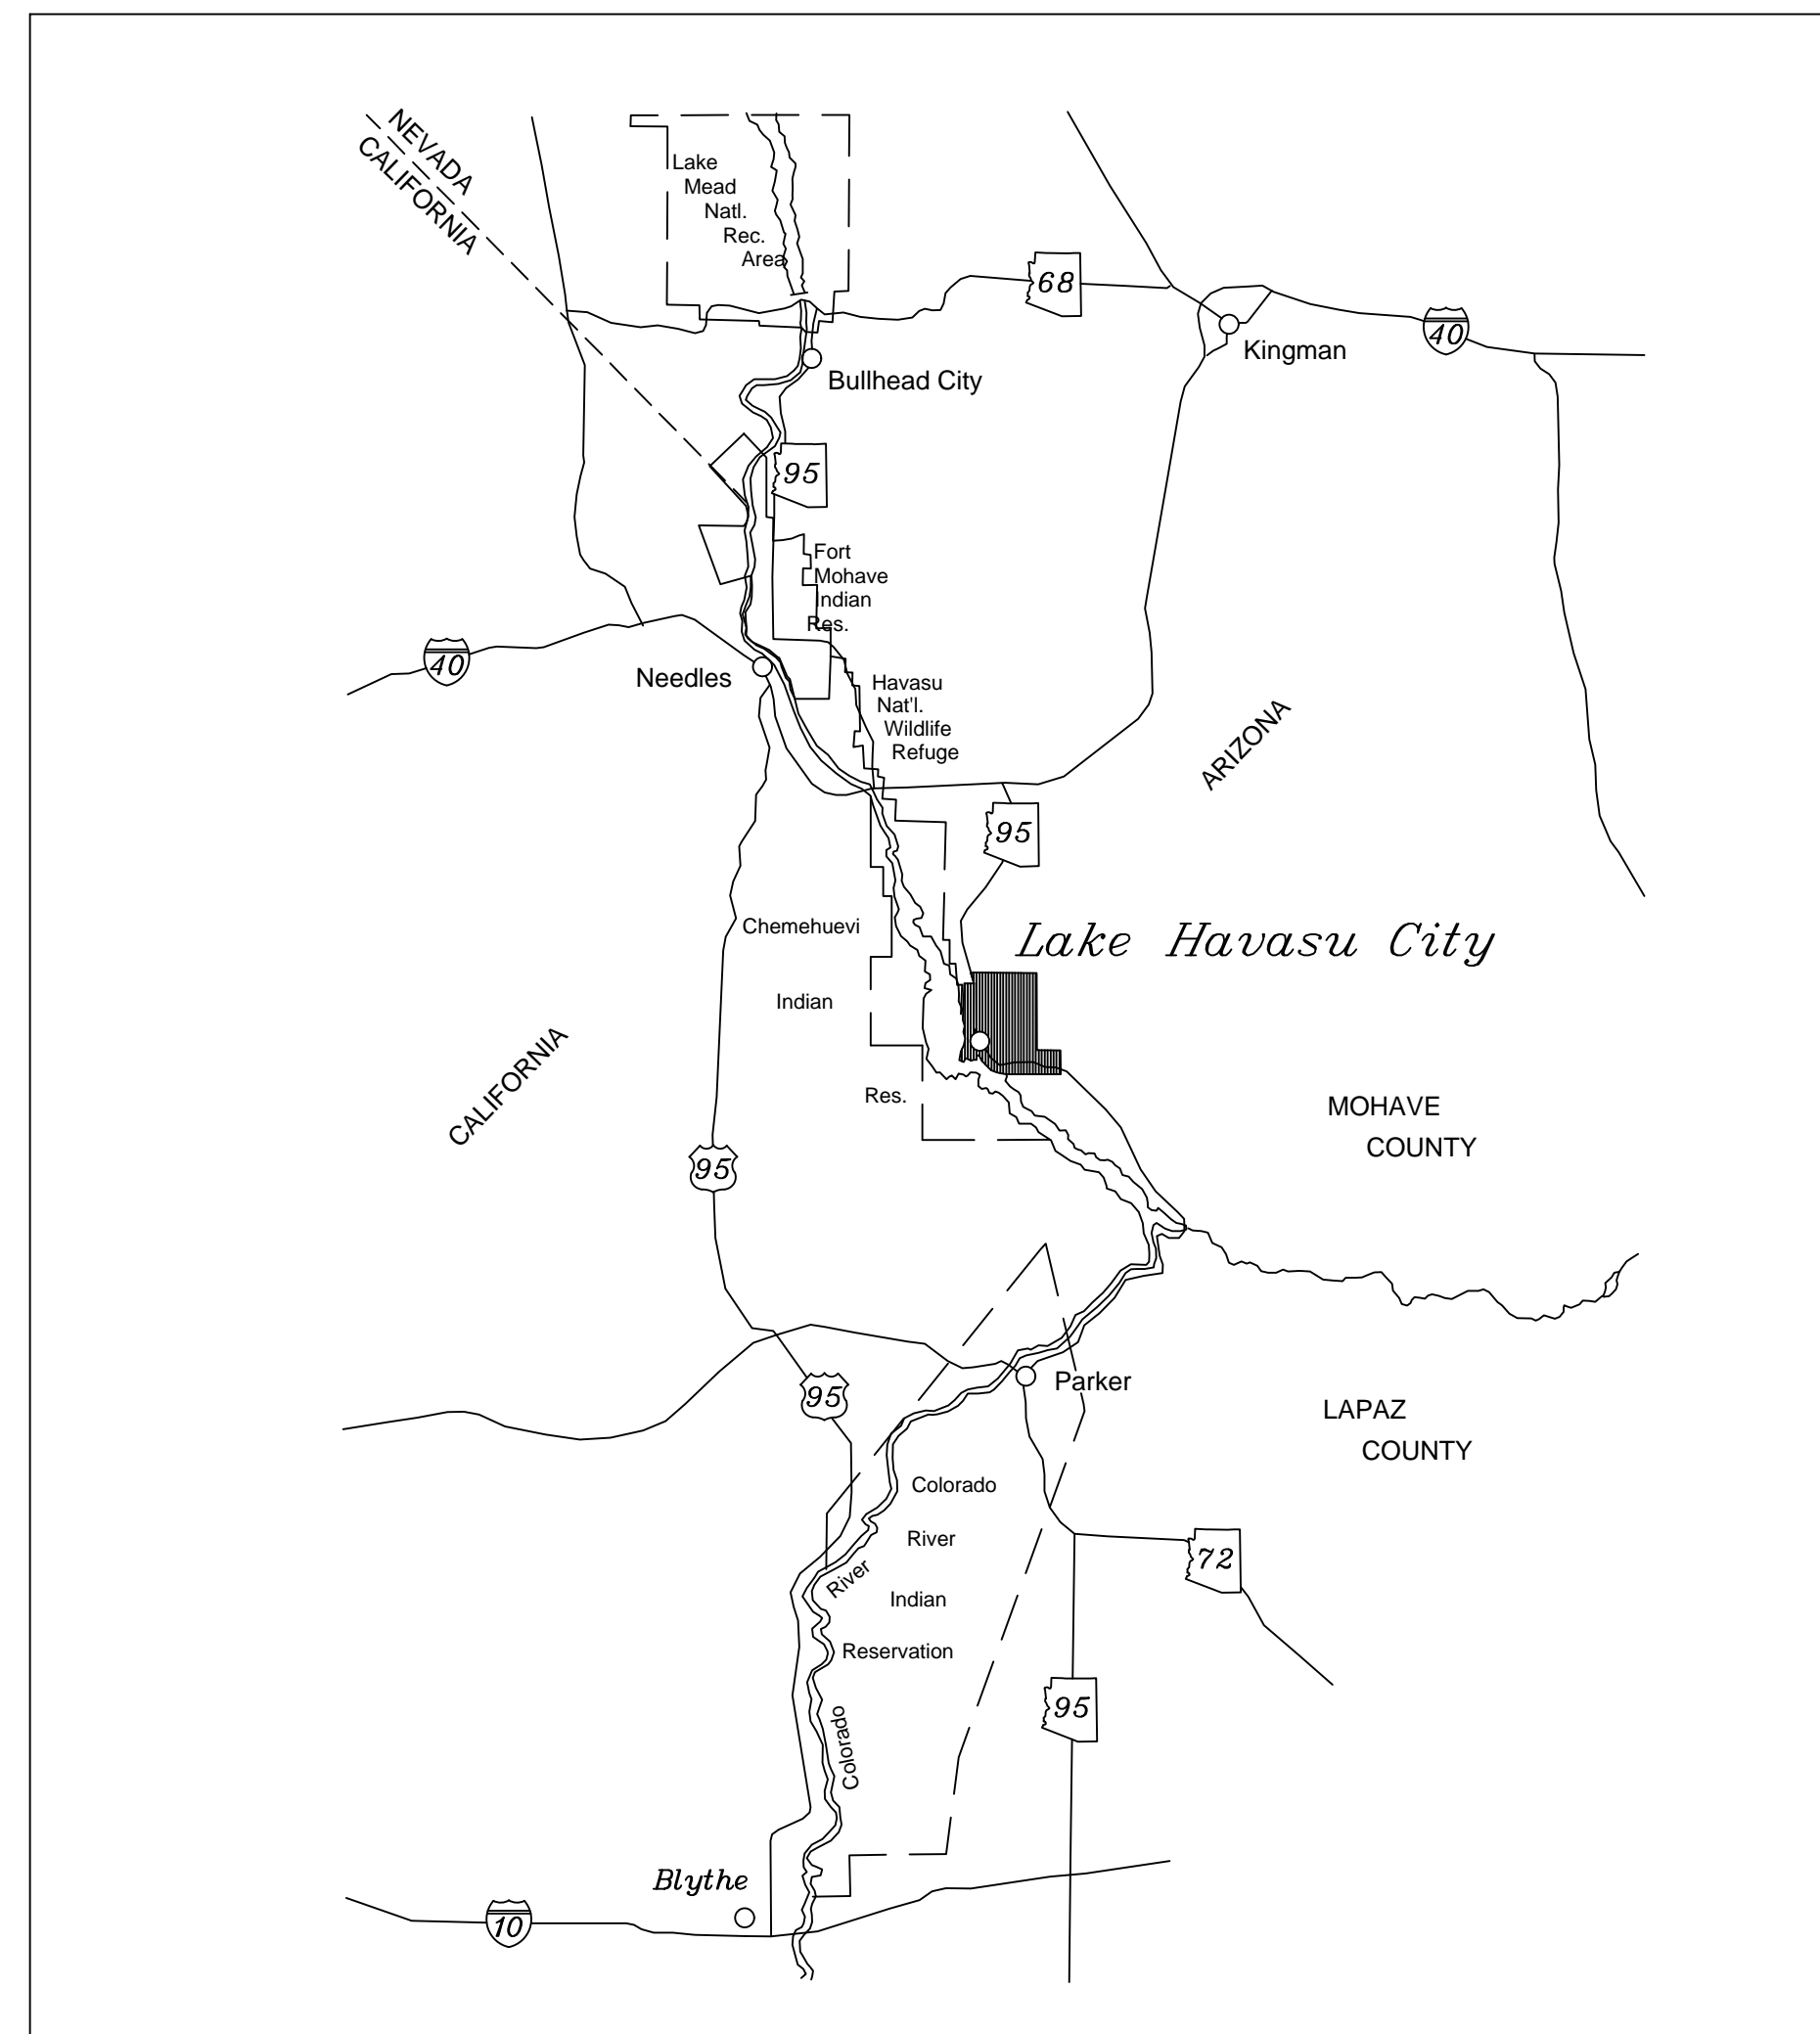 NEVADA
CALIFORNIA
Lake
Mead
Natl.
Rec.
Area
68
40
Kingman
Bullhead City
95
Fort
Mohave
Indian
Res.
40
Needles
Havasu
Nat'l.
Wildlife
Refuge
ARIZONA
95
Chemehuevi
Indian
Res.
Lake Havasu City
CALIFORNIA
MOHAVE
COUNTY
95
95
Parker
LAPAZ
COUNTY
Colorado
River
Indian
Reservation
River
Colorado
72
95
Blythe
10